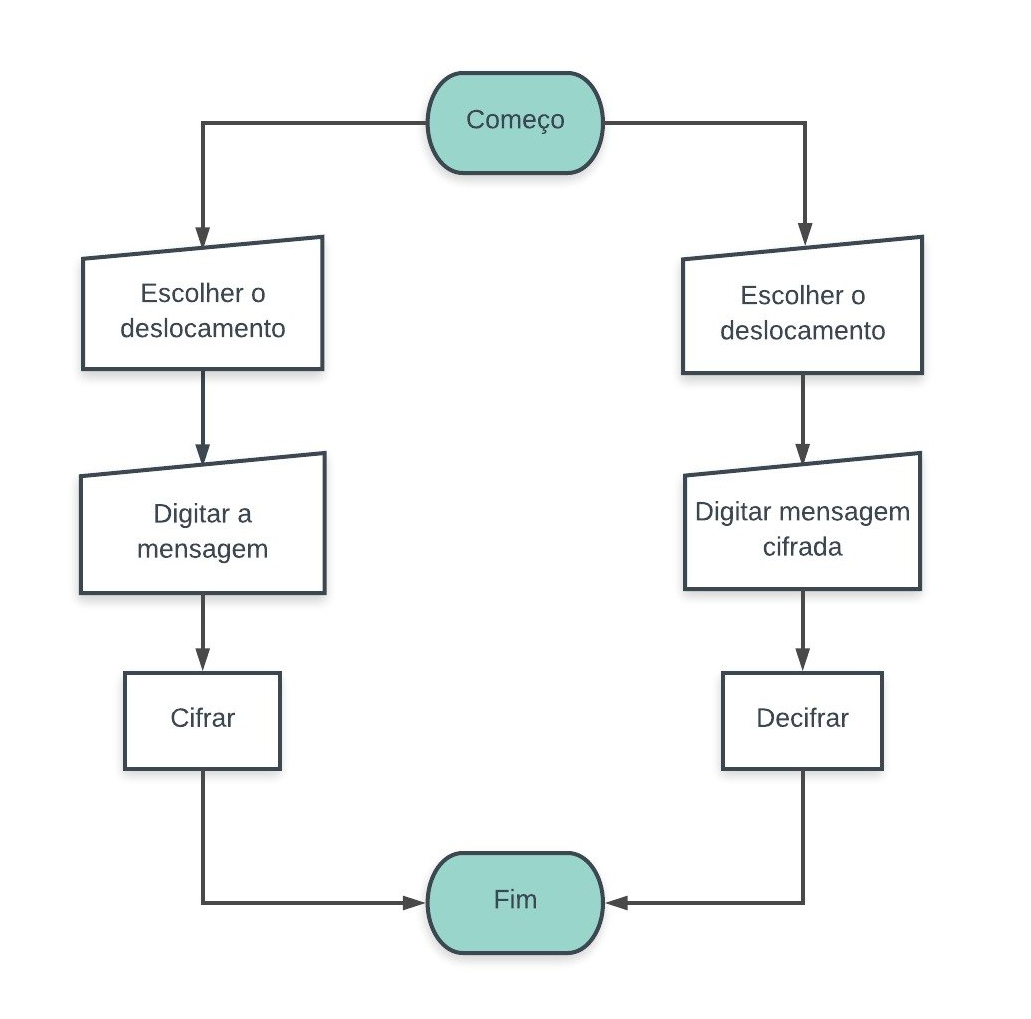 Começo
Escolher o
deslocamento
Digitar a
mensagem
Cifrar
Escolher o
deslocamento
Digitar mensagem
cifrada
Decifrar
Fim